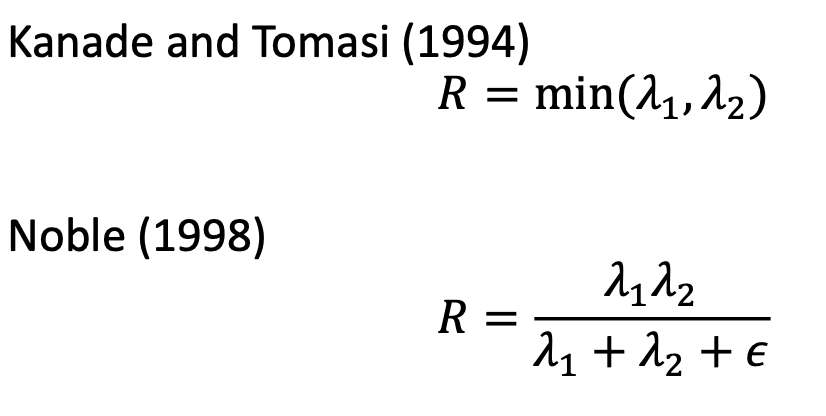 Kanade and Tomasi (1994)
R = min(λ₁, λ₂)
Noble (1998)
R = λ₁λ₂ / λ₁ + λ₂ + ϵ